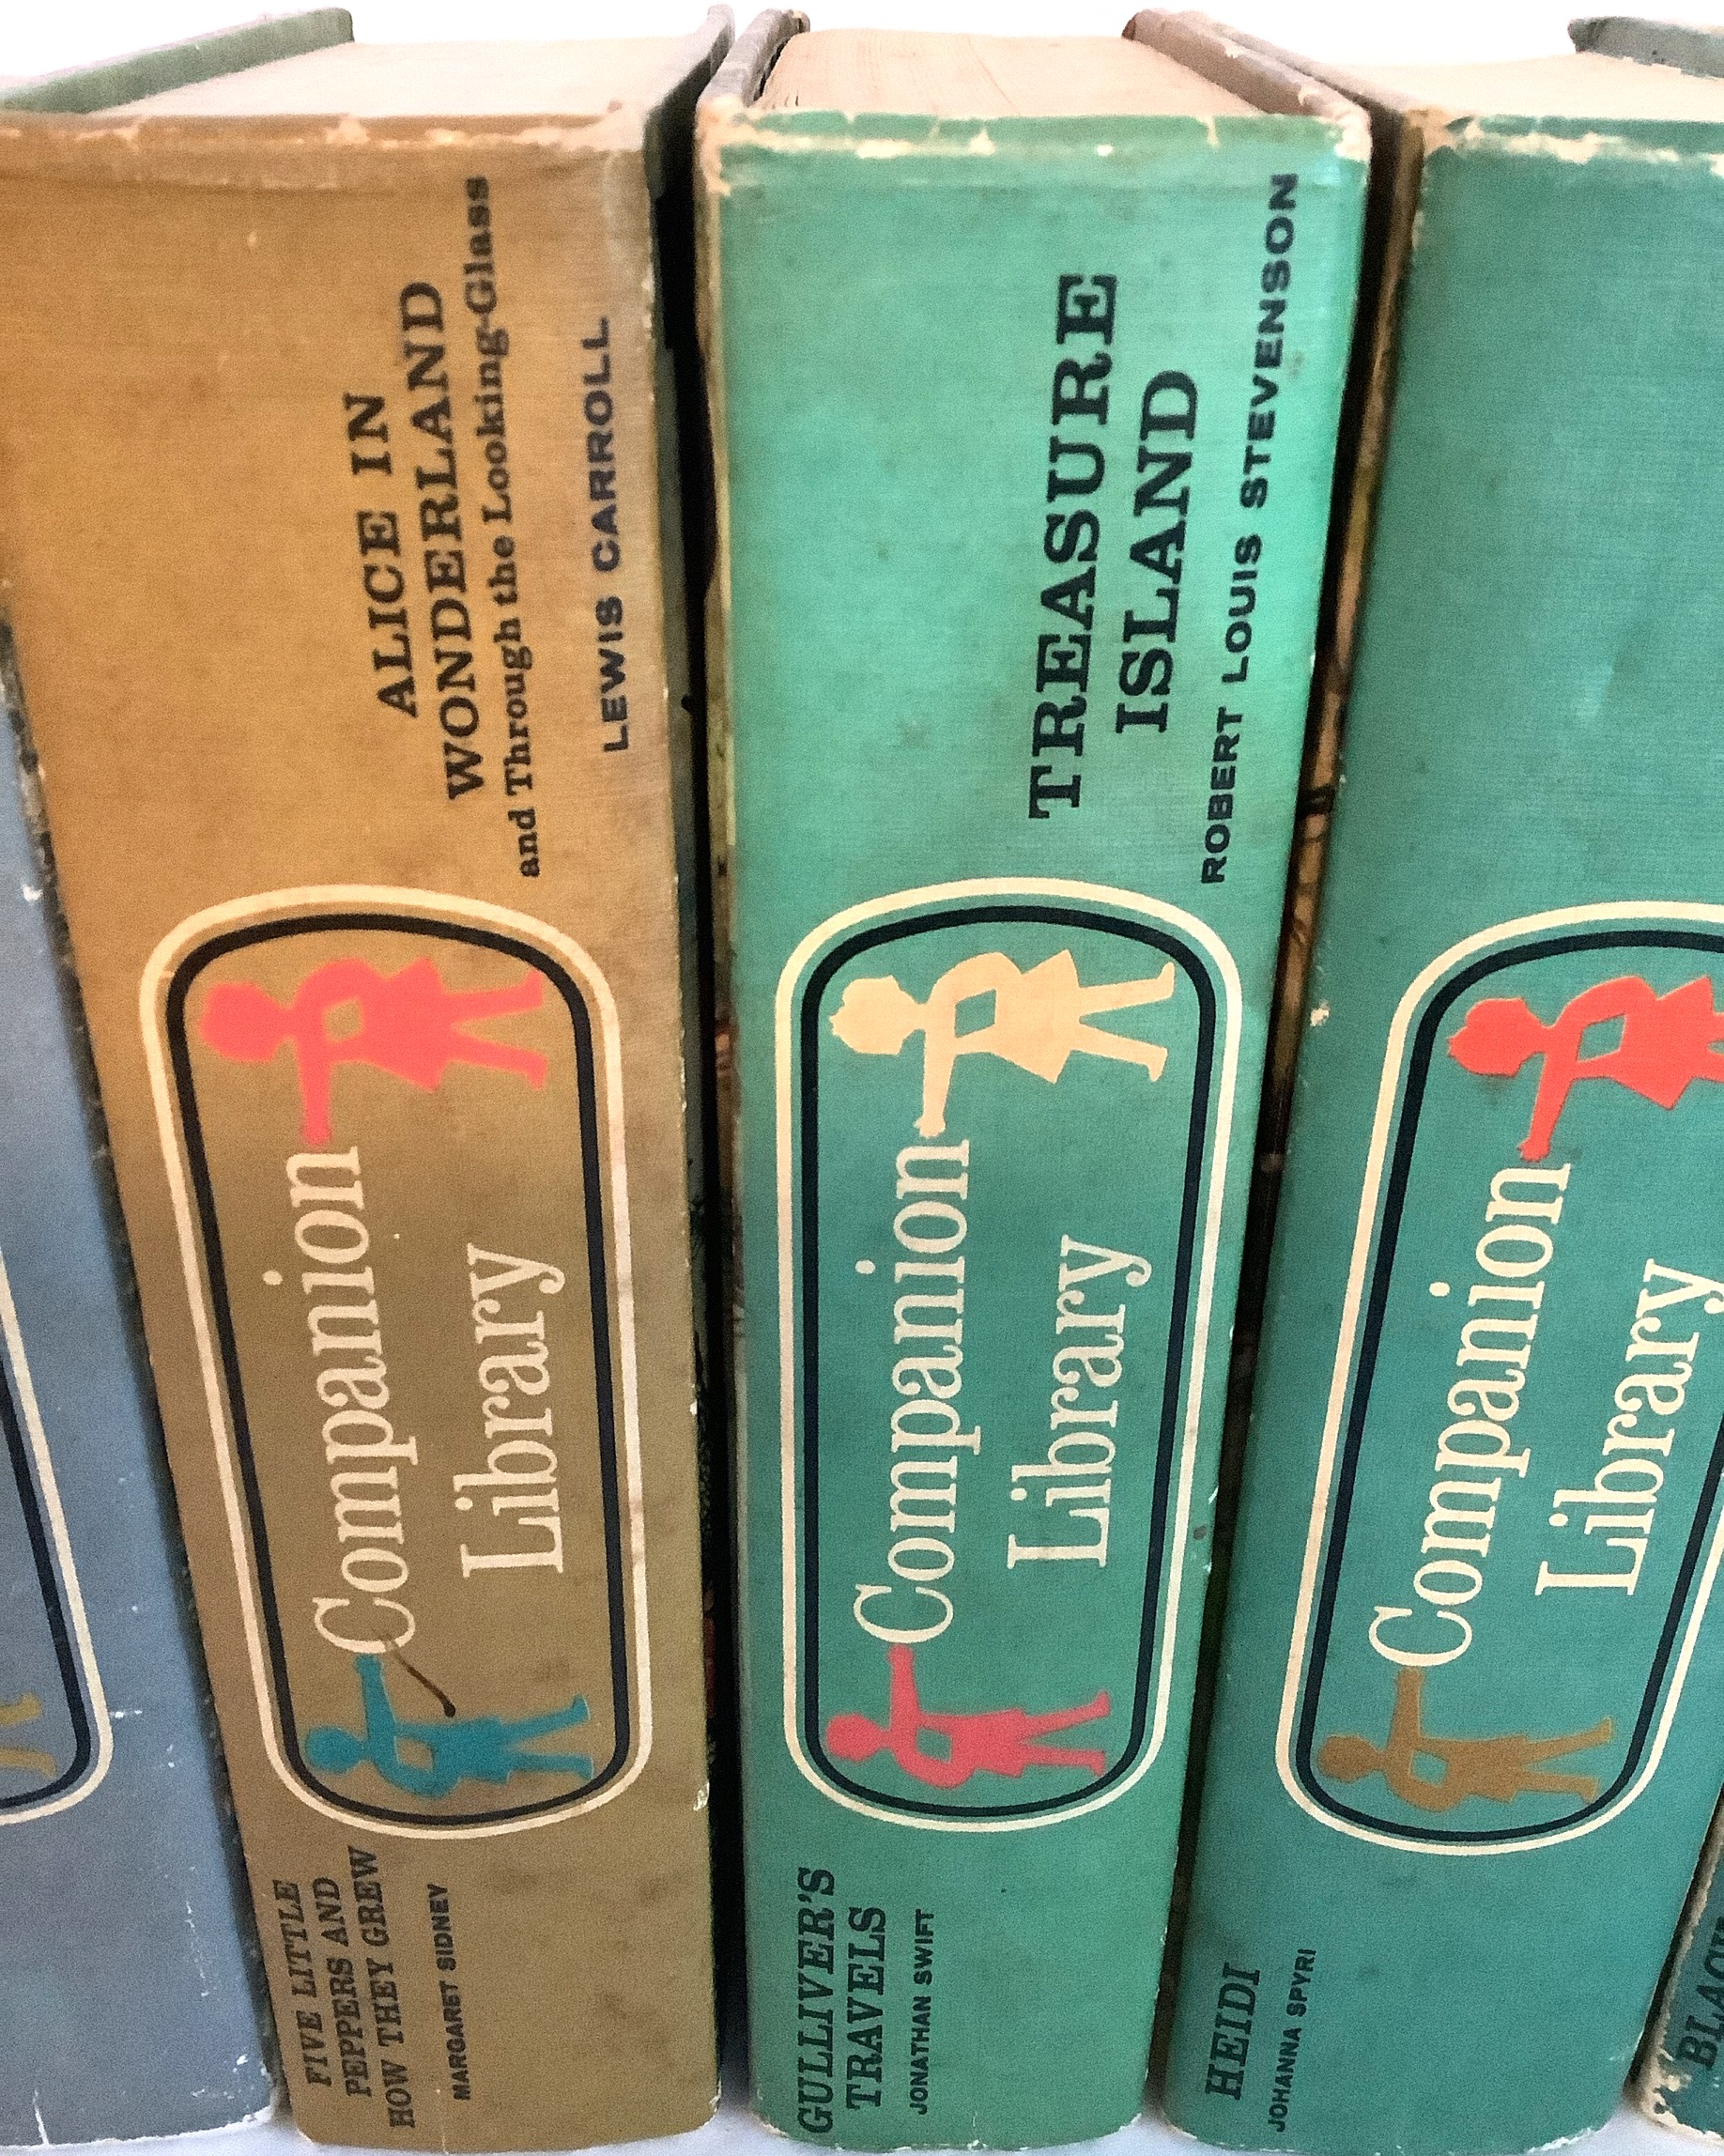 ALICE IN
WONDERLAND
and Through the Looking-Glass
LEWIS CARROLL
Companion
Library
FIVE LITTLE
PEPPERS AND
HOW THEY GREW
MARGARET SIDNEY
TREASURE
ISLAND
ROBERT LOUIS STEVENSON
Companion
Library
GULLIVER'S
TRAVELS
JONATHAN SWIFT
Companion
Library
HEIDI
JOHANNA SPYRI